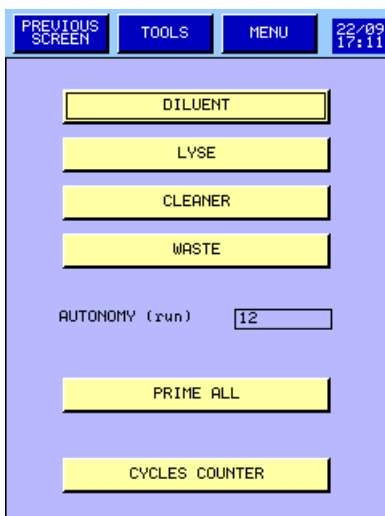 PREVIOUS SCREEN
TOOLS
MENU
22/09
17:11
DILUENT
LYSE
CLEANER
WASTE
AUTONOMY (run) 12
PRIME ALL
CYCLES COUNTER